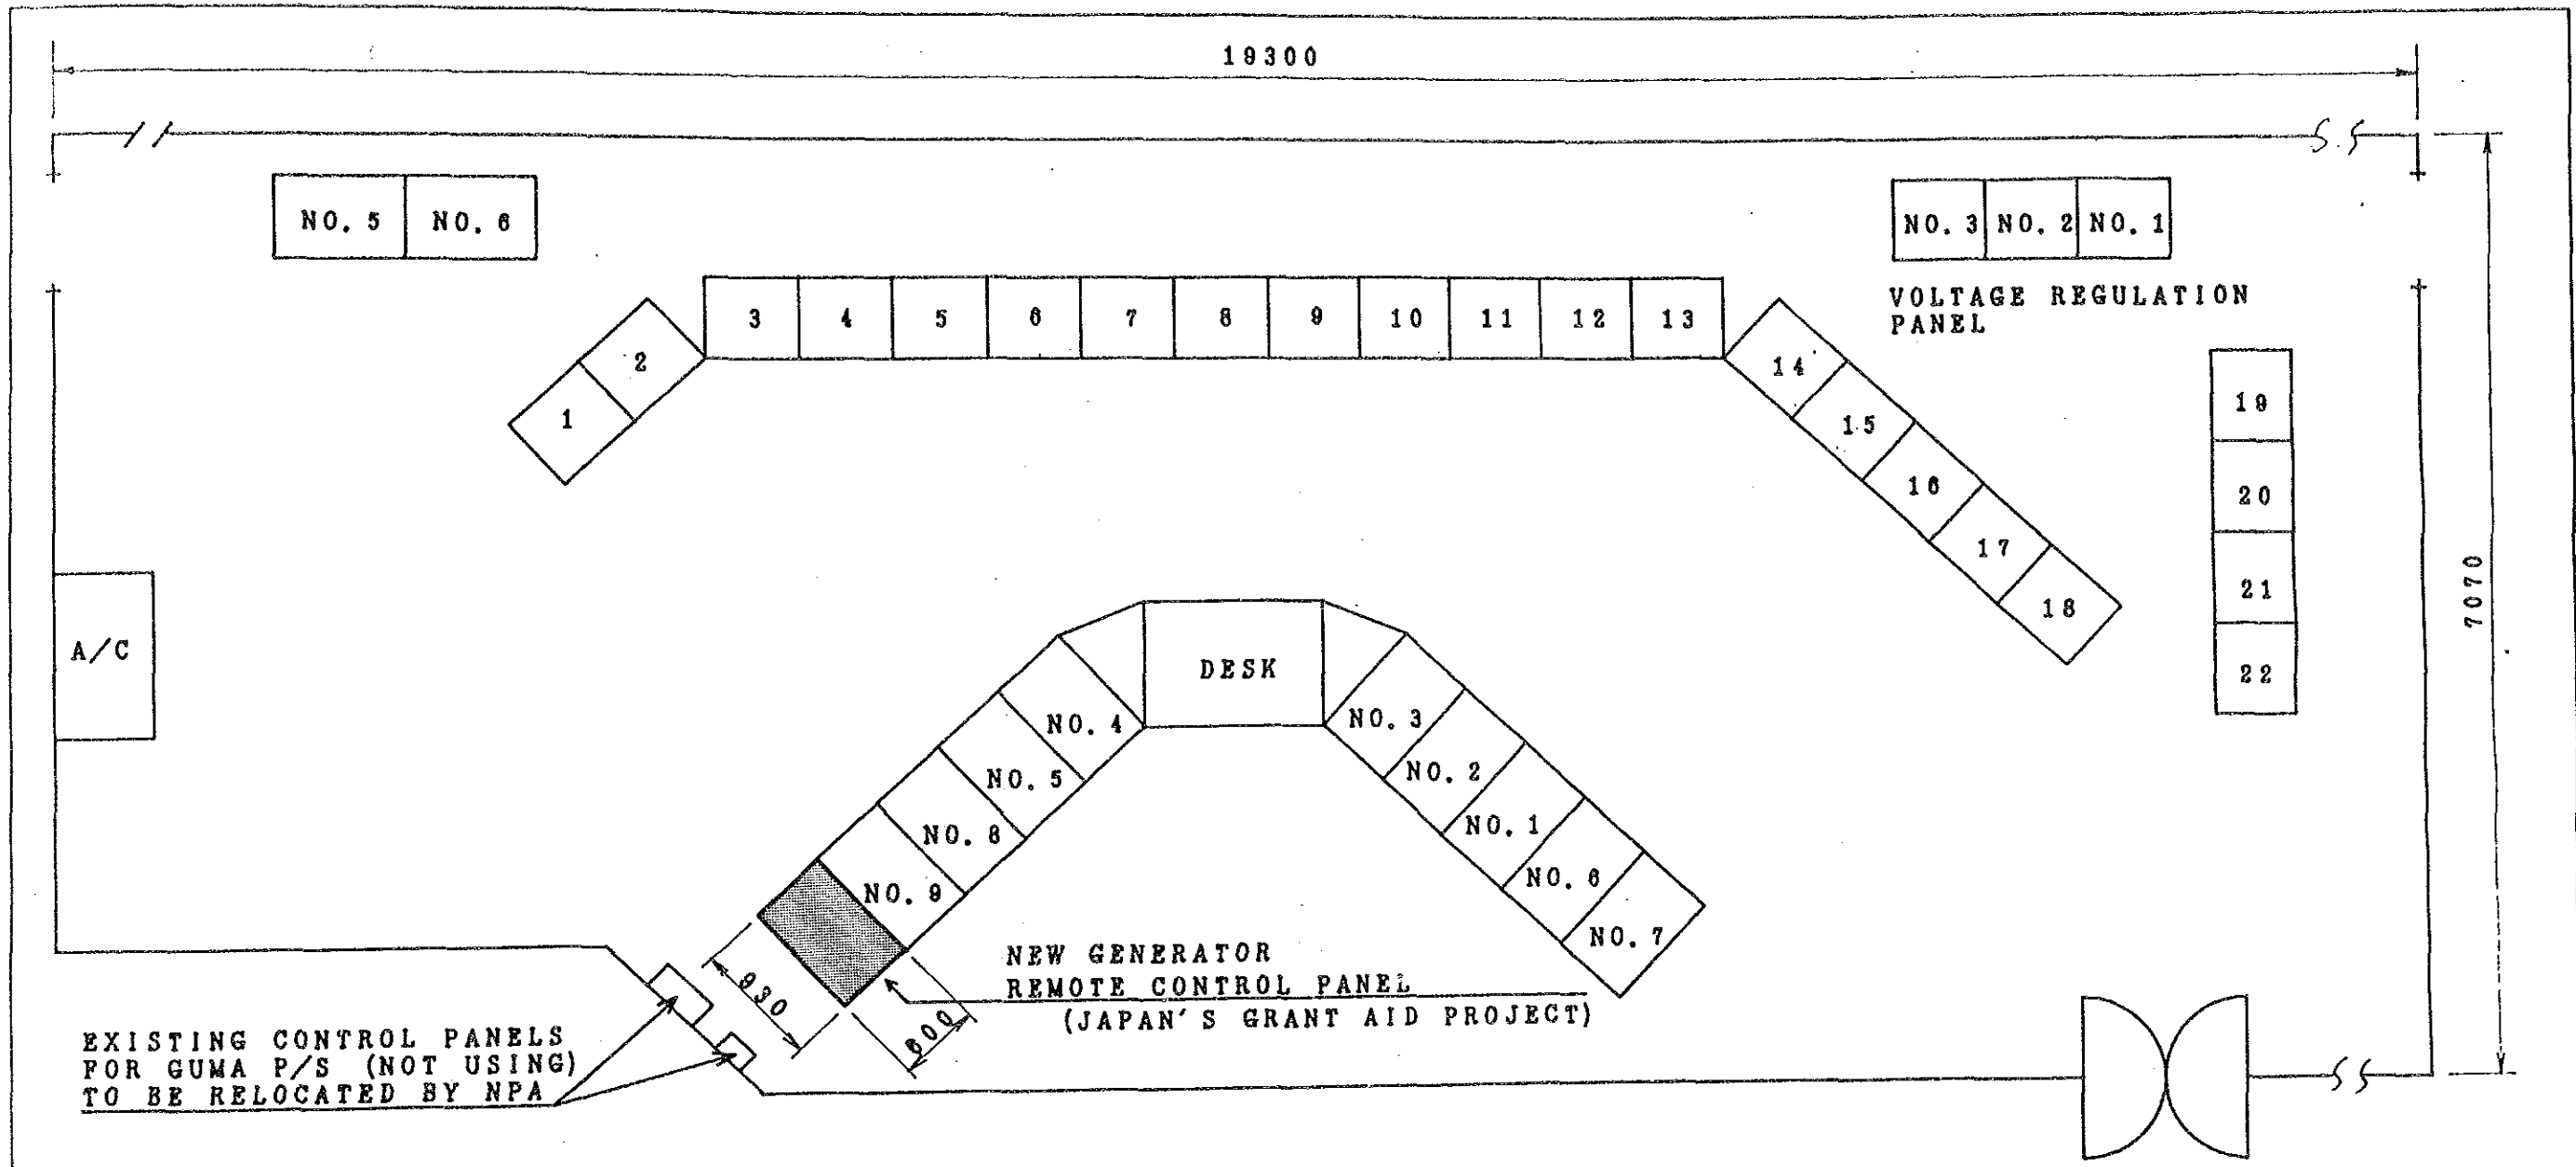 19300
NO. 5 NO. 6
NO. 3 NO. 2 NO. 1
VOLTAGE REGULATION
PANEL
1 2 3 4 5 6 7 8 9 10 11 12 13 14 15 16 17 18
19
20
21
22
7070
A/C
DESK
NO. 4
NO. 5
NO. 8
NO. 9
NO. 3
NO. 2
NO. 1
NO. 6
NO. 7
930
600
NEW GENERATOR
REMOTE CONTROL PANEL
(JAPAN'S GRANT AID PROJECT)
EXISTING CONTROL PANELS
FOR GUMA P/S (NOT USING)
TO BE RELOCATED BY NPA